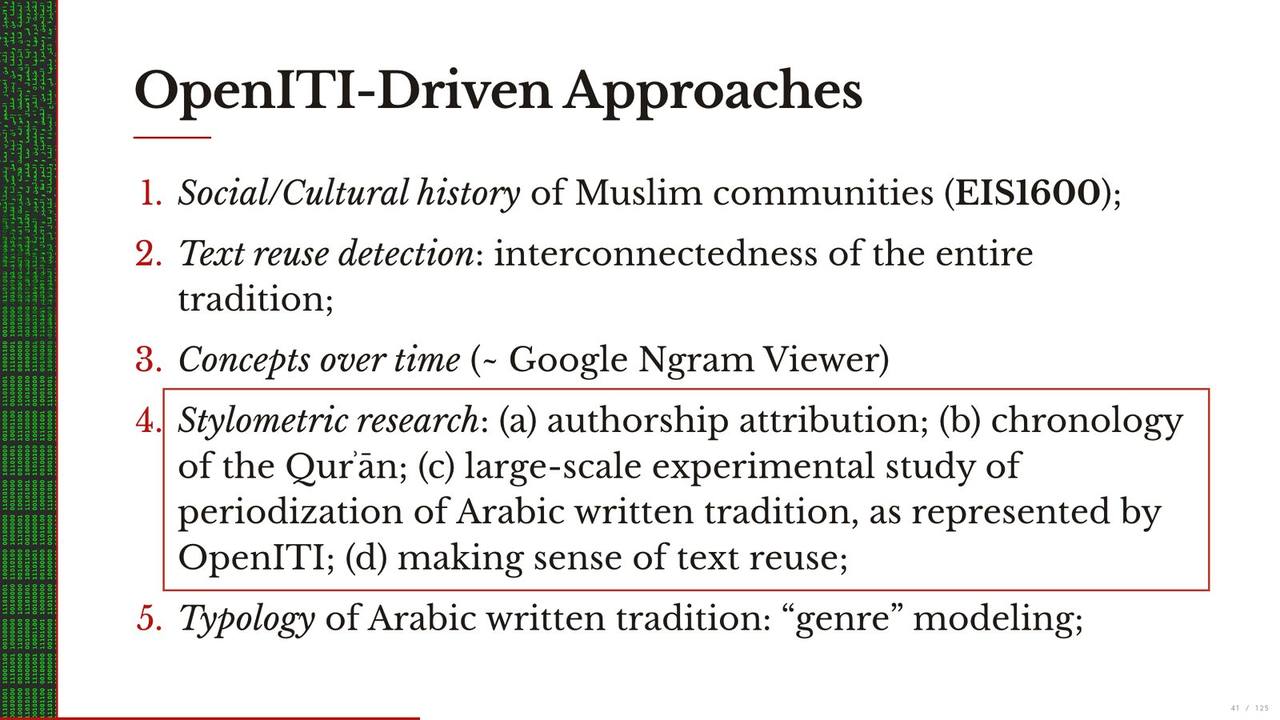 OpenITI-Driven Approaches
1. Social/Cultural history of Muslim communities (EIS1600);
2. Text reuse detection: interconnectedness of the entire
tradition;
3. Concepts over time (~ Google Ngram Viewer)
4. Stylometric research: (a) authorship attribution; (b) chronology
of the Qurʾān; (c) large-scale experimental study of
periodization of Arabic written tradition, as represented by
OpenITI; (d) making sense of text reuse;
5. Typology of Arabic written tradition: “genre” modeling;
41 / 125